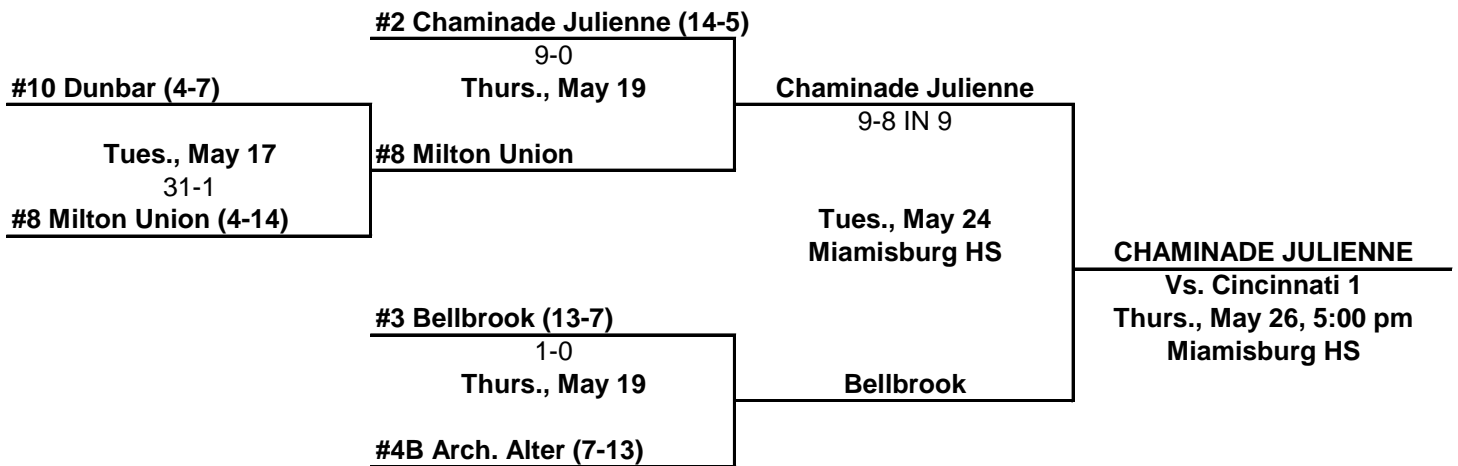 #2 Chaminade Julienne (14-5)
9-0
#10 Dunbar (4-7)
Thurs., May 19
Chaminade Julienne
9-8 IN 9
Tues., May 17
#8 Milton Union
31-1
#8 Milton Union (4-14)
Tues., May 24
Miamisburg HS
CHAMINADE JULIENNE
Vs. Cincinnati 1
#3 Bellbrook (13-7)
Thurs., May 26, 5:00 pm
1-0
Miamisburg HS
Thurs., May 19
Bellbrook
#4B Arch. Alter (7-13)